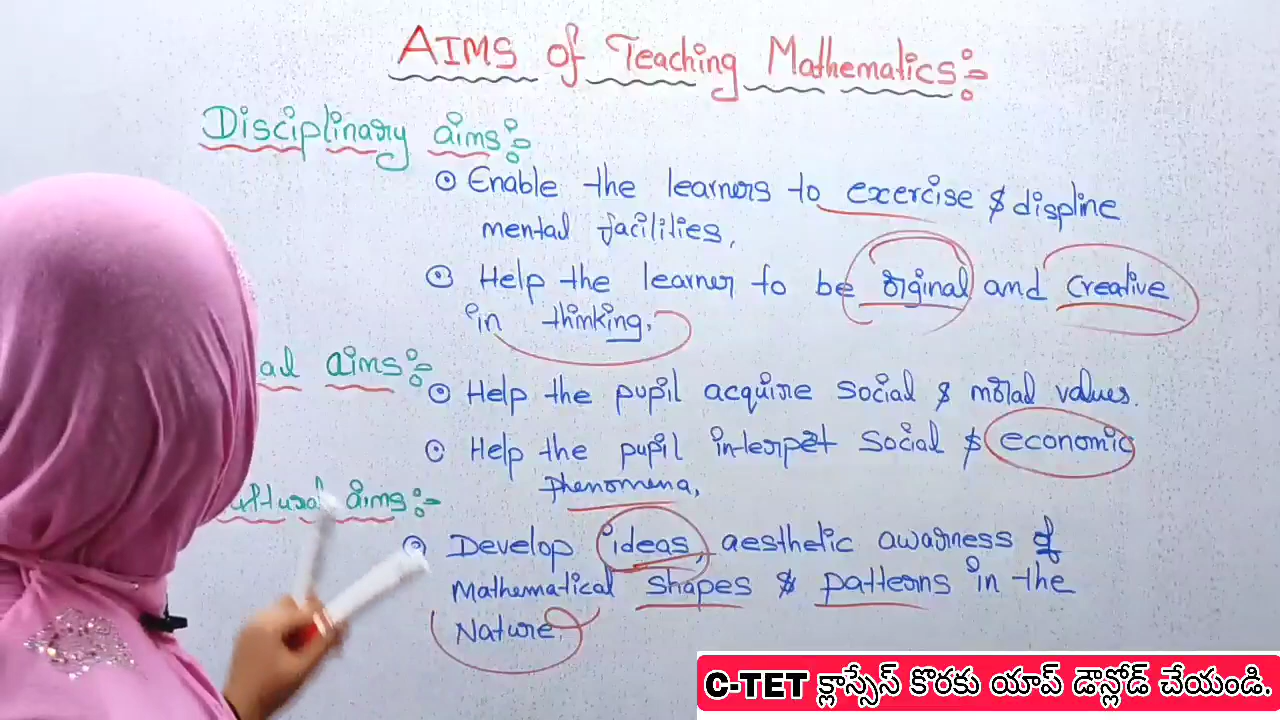 AIMS of Teaching Mathematics:-
Disciplinary aims:-
Enable the learners to exercise & displine
mental facilities,
Help the learner to be original and creative
in thinking,
aims:-
Help the pupil acquire social & moral values.
Help the pupil interpet social & economic
phenomena,
aims:-
Develop ideas, aesthetic awarness of
Mathematical shapes & patterns in the
Nature,
C-TET క్లాస్సేస్ కొరకు యాప్ డౌన్లోడ్ చేయండి.